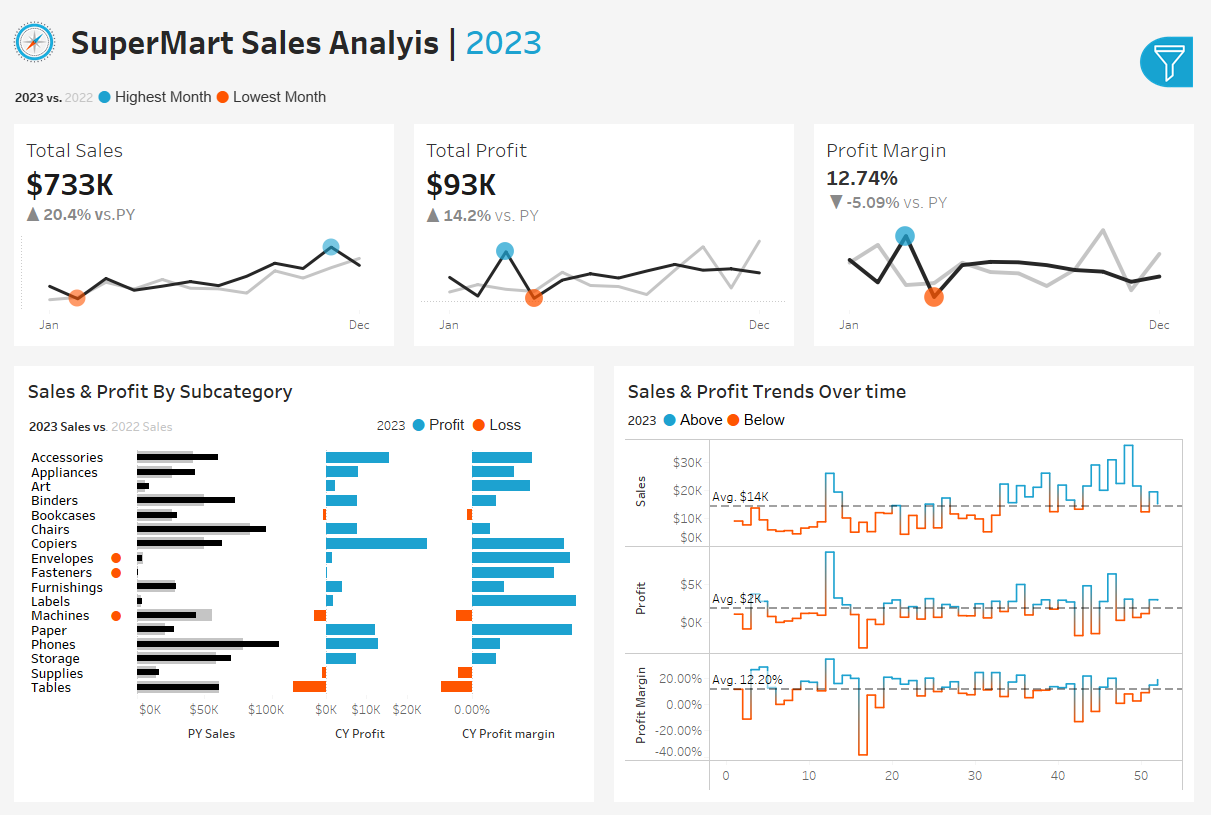 SuperMart Sales Analyis | 2023
2023 vs. 2022 Highest Month Lowest Month
Total Sales
$733K
▲ 20.4% vs.PY
Jan Dec
Total Profit
$93K
▲ 14.2% vs. PY
Jan Dec
Profit Margin
12.74%
▼ -5.09% vs. PY
Jan Dec
Sales & Profit By Subcategory
2023 Sales vs. 2022 Sales
2023 Profit Loss
Accessories
Appliances
Art
Binders
Bookcases
Chairs
Copiers
Envelopes
Fasteners
Furnishings
Labels
Machines
Paper
Phones
Storage
Supplies
Tables
$0K $50K $100K $0K $10K $20K 0.00%
PY Sales CY Profit CY Profit margin
Sales & Profit Trends Over time
2023 Above Below
Sales
$30K
$20K
$10K
$0K
Avg. $14K
Profit
$5K
$0K
Avg. $2K
Profit Margin
20.00%
0.00%
-20.00%
-40.00%
Avg. 12.20%
0 10 20 30 40 50